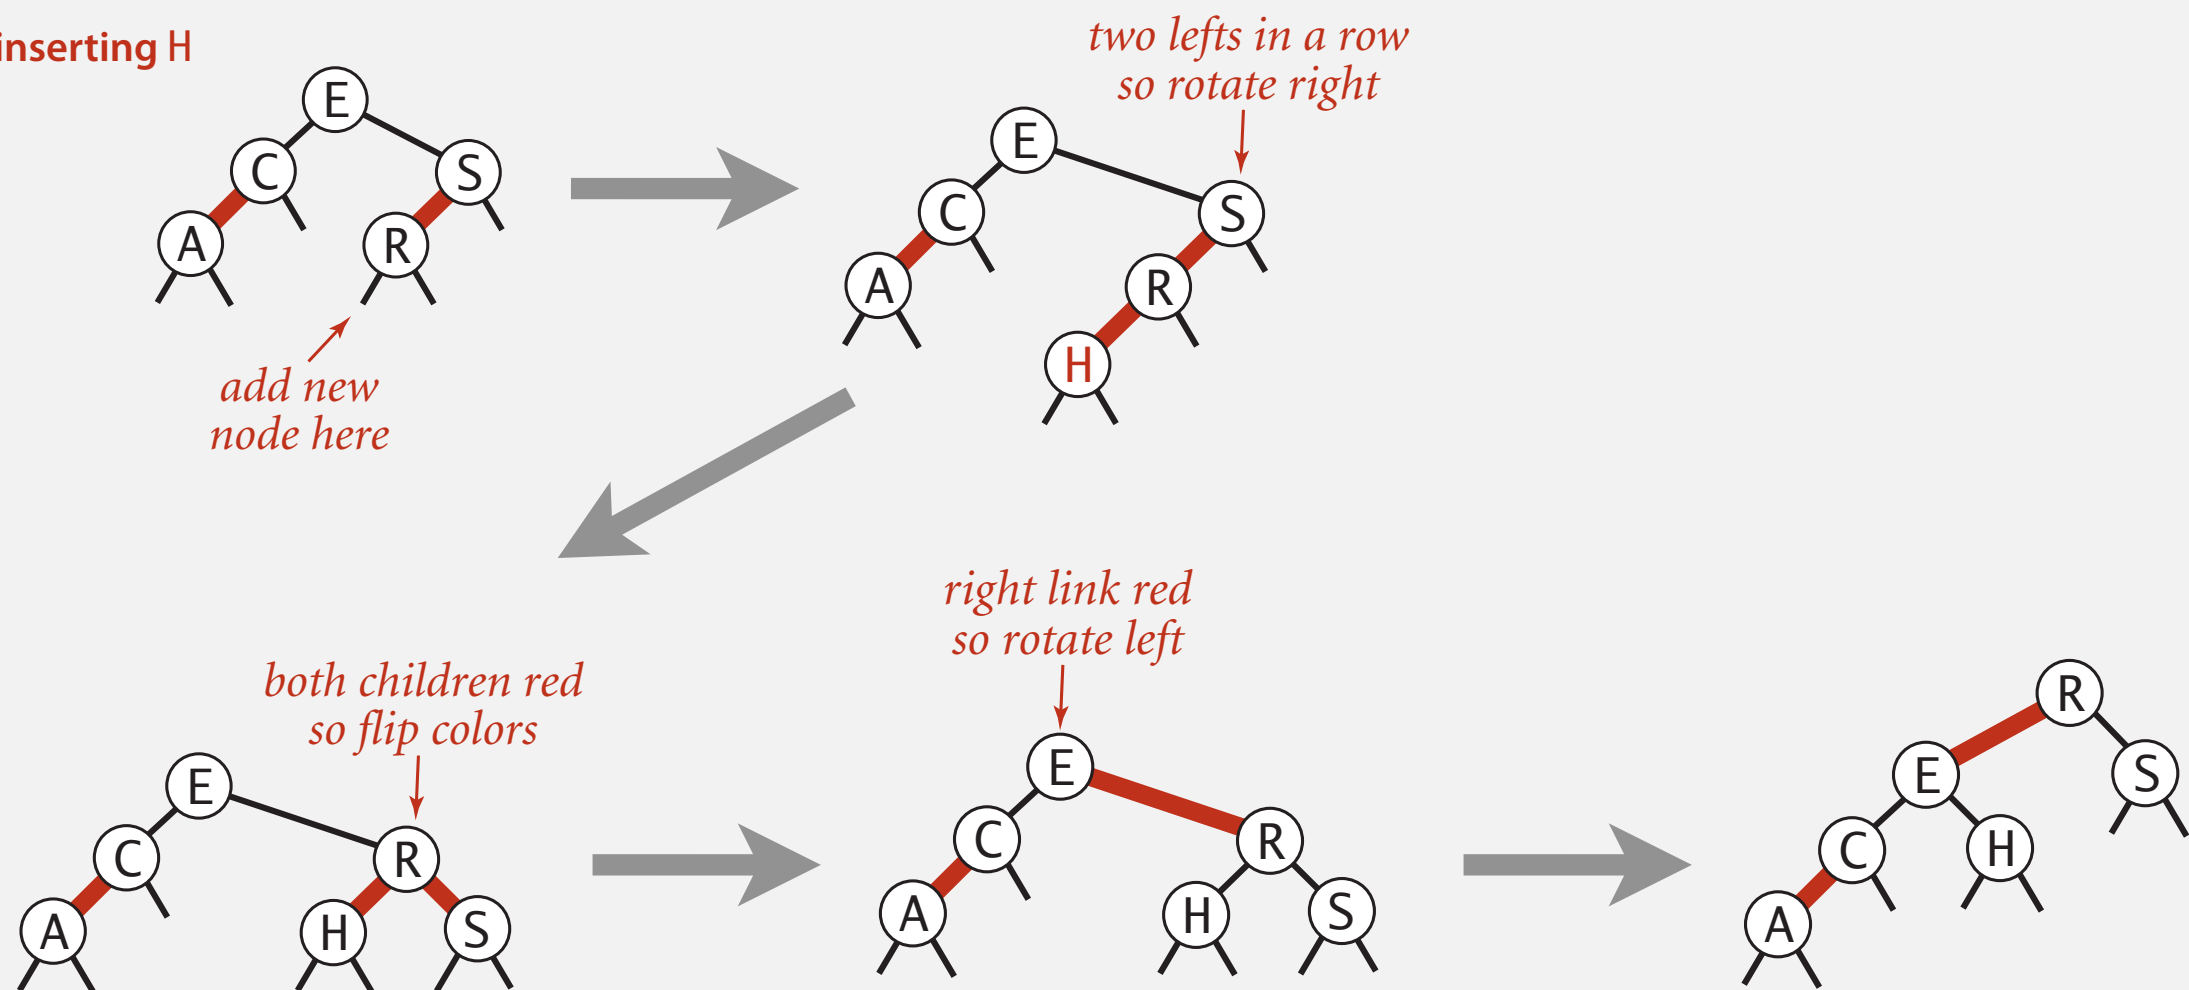 inserting H
E
C
S
A
R
add new
node here
two lefts in a row
so rotate right
E
C
S
A
R
H
both children red
so flip colors
E
C
R
A
H
S
right link red
so rotate left
E
C
R
A
H
S
R
E
S
C
H
A